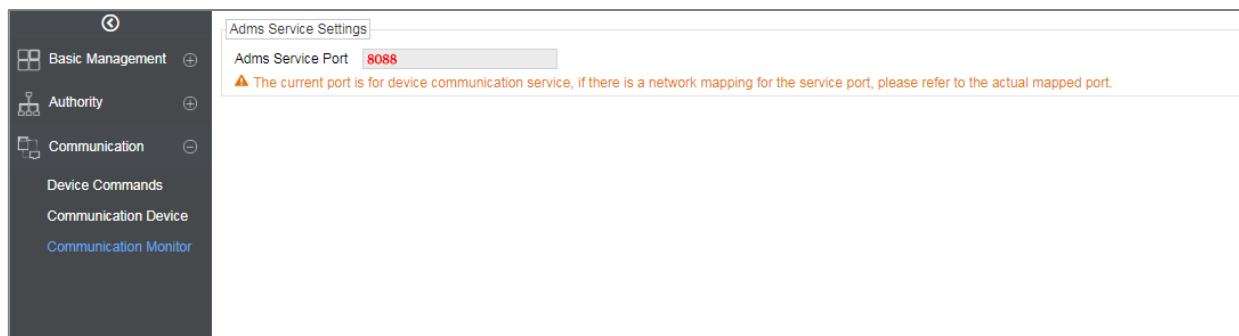 Basic Management
Authority
Communication
Device Commands
Communication Device
Communication Monitor
Adms Service Settings
Adms Service Port 8088
The current port is for device communication service, if there is a network mapping for the service port, please refer to the actual mapped port.